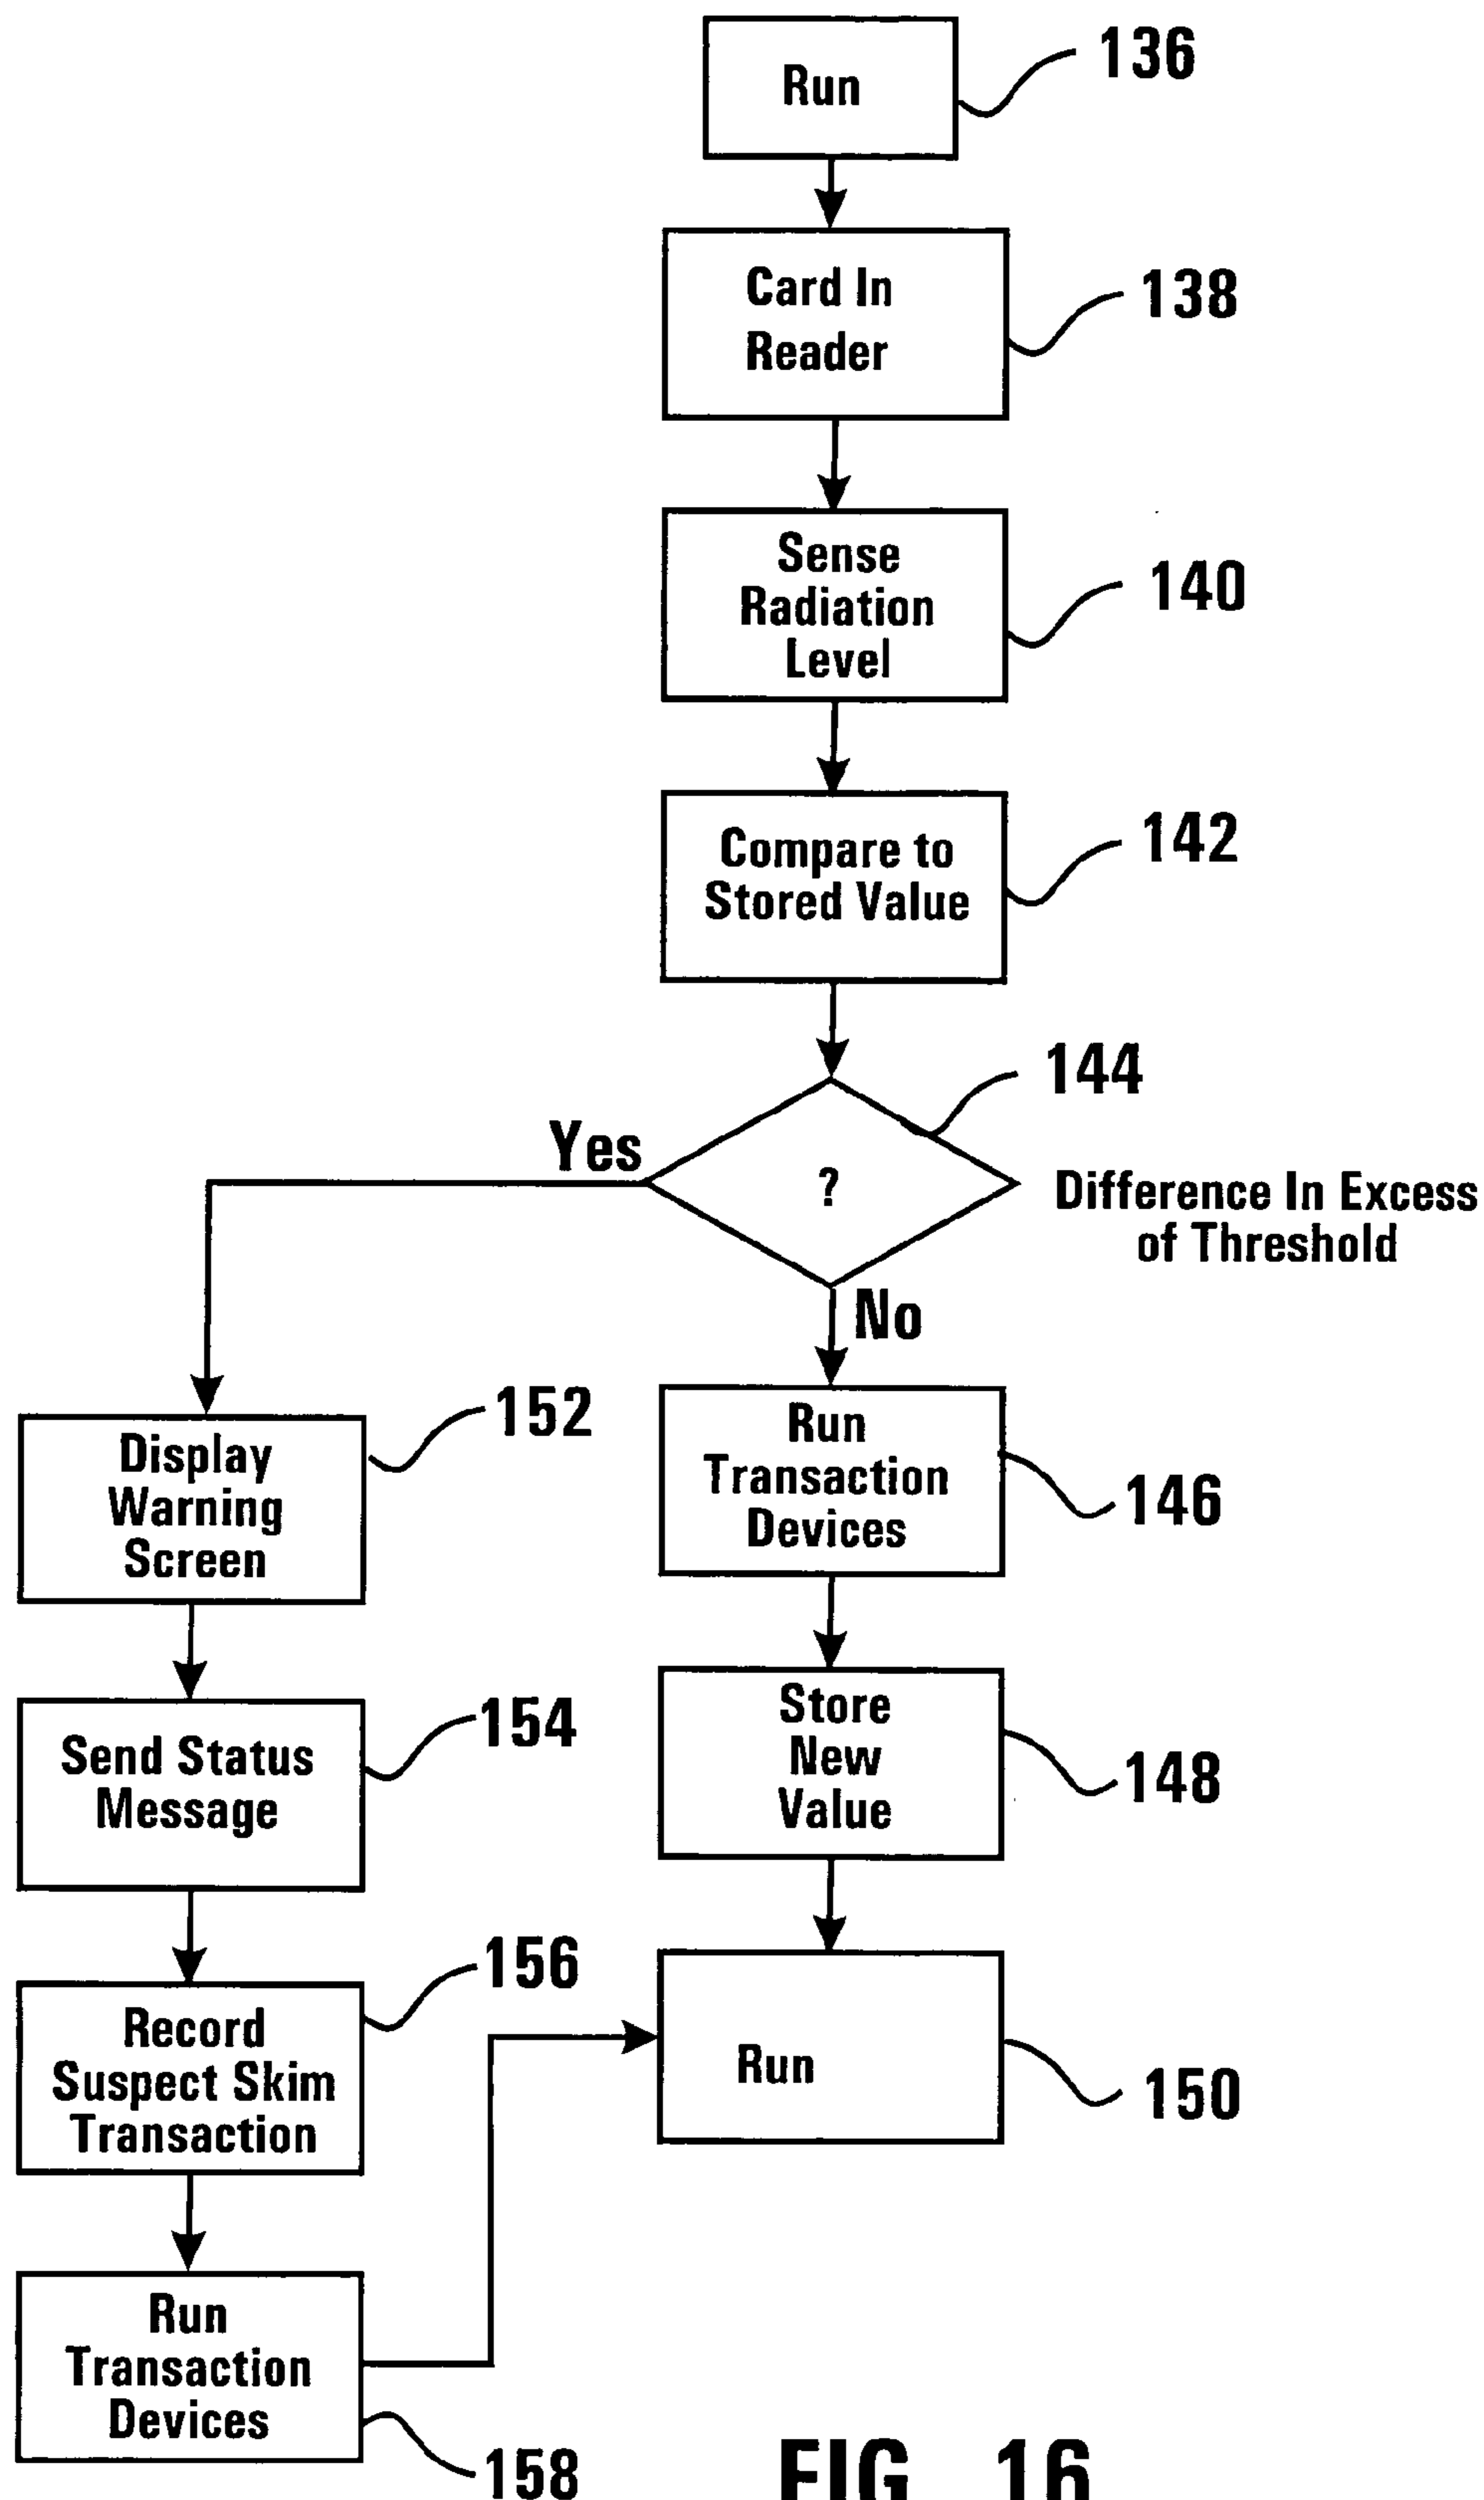 Run
136
Card In
Reader
138
Sense
Radiation
Level
140
Compare to
Stored Value
142
144
Yes
?
Difference In Excess
of Threshold
No
Display
Warning
Screen
152
Run
Transaction
Devices
146
Send Status
Message
154
Store
New
Value
148
Record
Suspect Skim
Transaction
156
Run
150
Run
Transaction
Devices
158
FIG 16